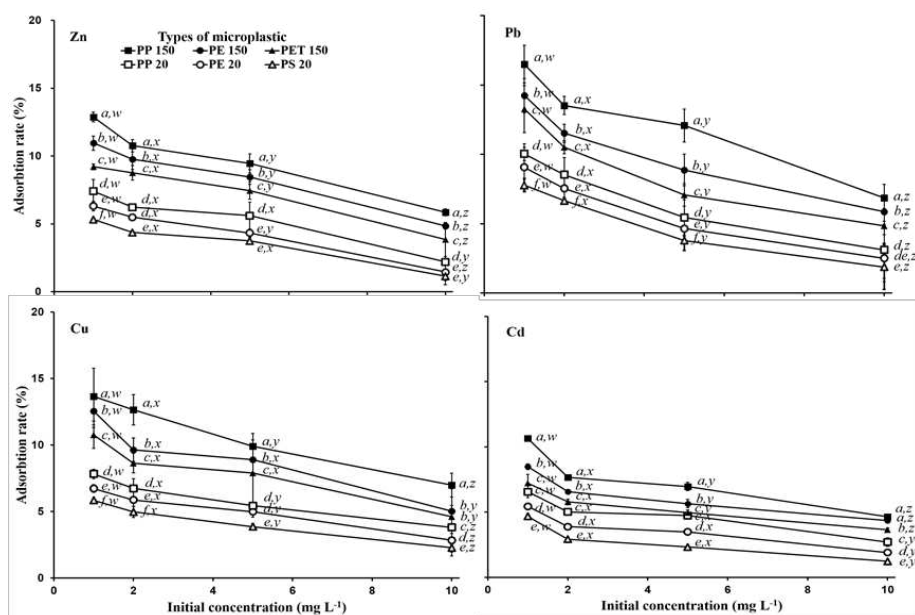 Zn
Types of microplastic
PP 150 PE 150 PET 150
PP 20 PE 20 PS 20
Adsorbtion rate (%)
20
15
10
5
0
a,w
b,w
c,w
d,w
e,w
f,w
a,x
b,x
c,x
d,x
d,x
e,x
a,y
b,y
c,y
d,x
e,y
e,x
a,z
b,z
c,z
d,y
e,z
e,y
Pb
a,w
b,w
c,w
d,w
e,w
f,w
a,x
b,x
c,x
d,x
e,x
f,x
a,y
b,y
c,y
d,y
e,y
f,y
a,z
b,z
c,z
d,z
de,z
e,z
Cu
Adsorbtion rate (%)
20
15
10
5
0
a,w
b,w
c,w
d,w
e,w
f,w
a,x
b,x
c,x
d,x
e,x
f,x
a,y
b,x
c,x
d,y
d,y
e,y
a,z
b,y
b,y
c,z
d,z
e,z
0 2 4 6 8 10
Initial concentration (mg L⁻¹)
Cd
a,w
b,w
c,w
c,w
d,w
e,w
a,x
b,x
c,x
c,x
d,x
e,x
a,y
b,y
c,y
c,x
d,x
e,x
a,z
a,z
b,z
c,y
d,y
e,y
0 2 4 6 8 10
Initial concentration (mg L⁻¹)